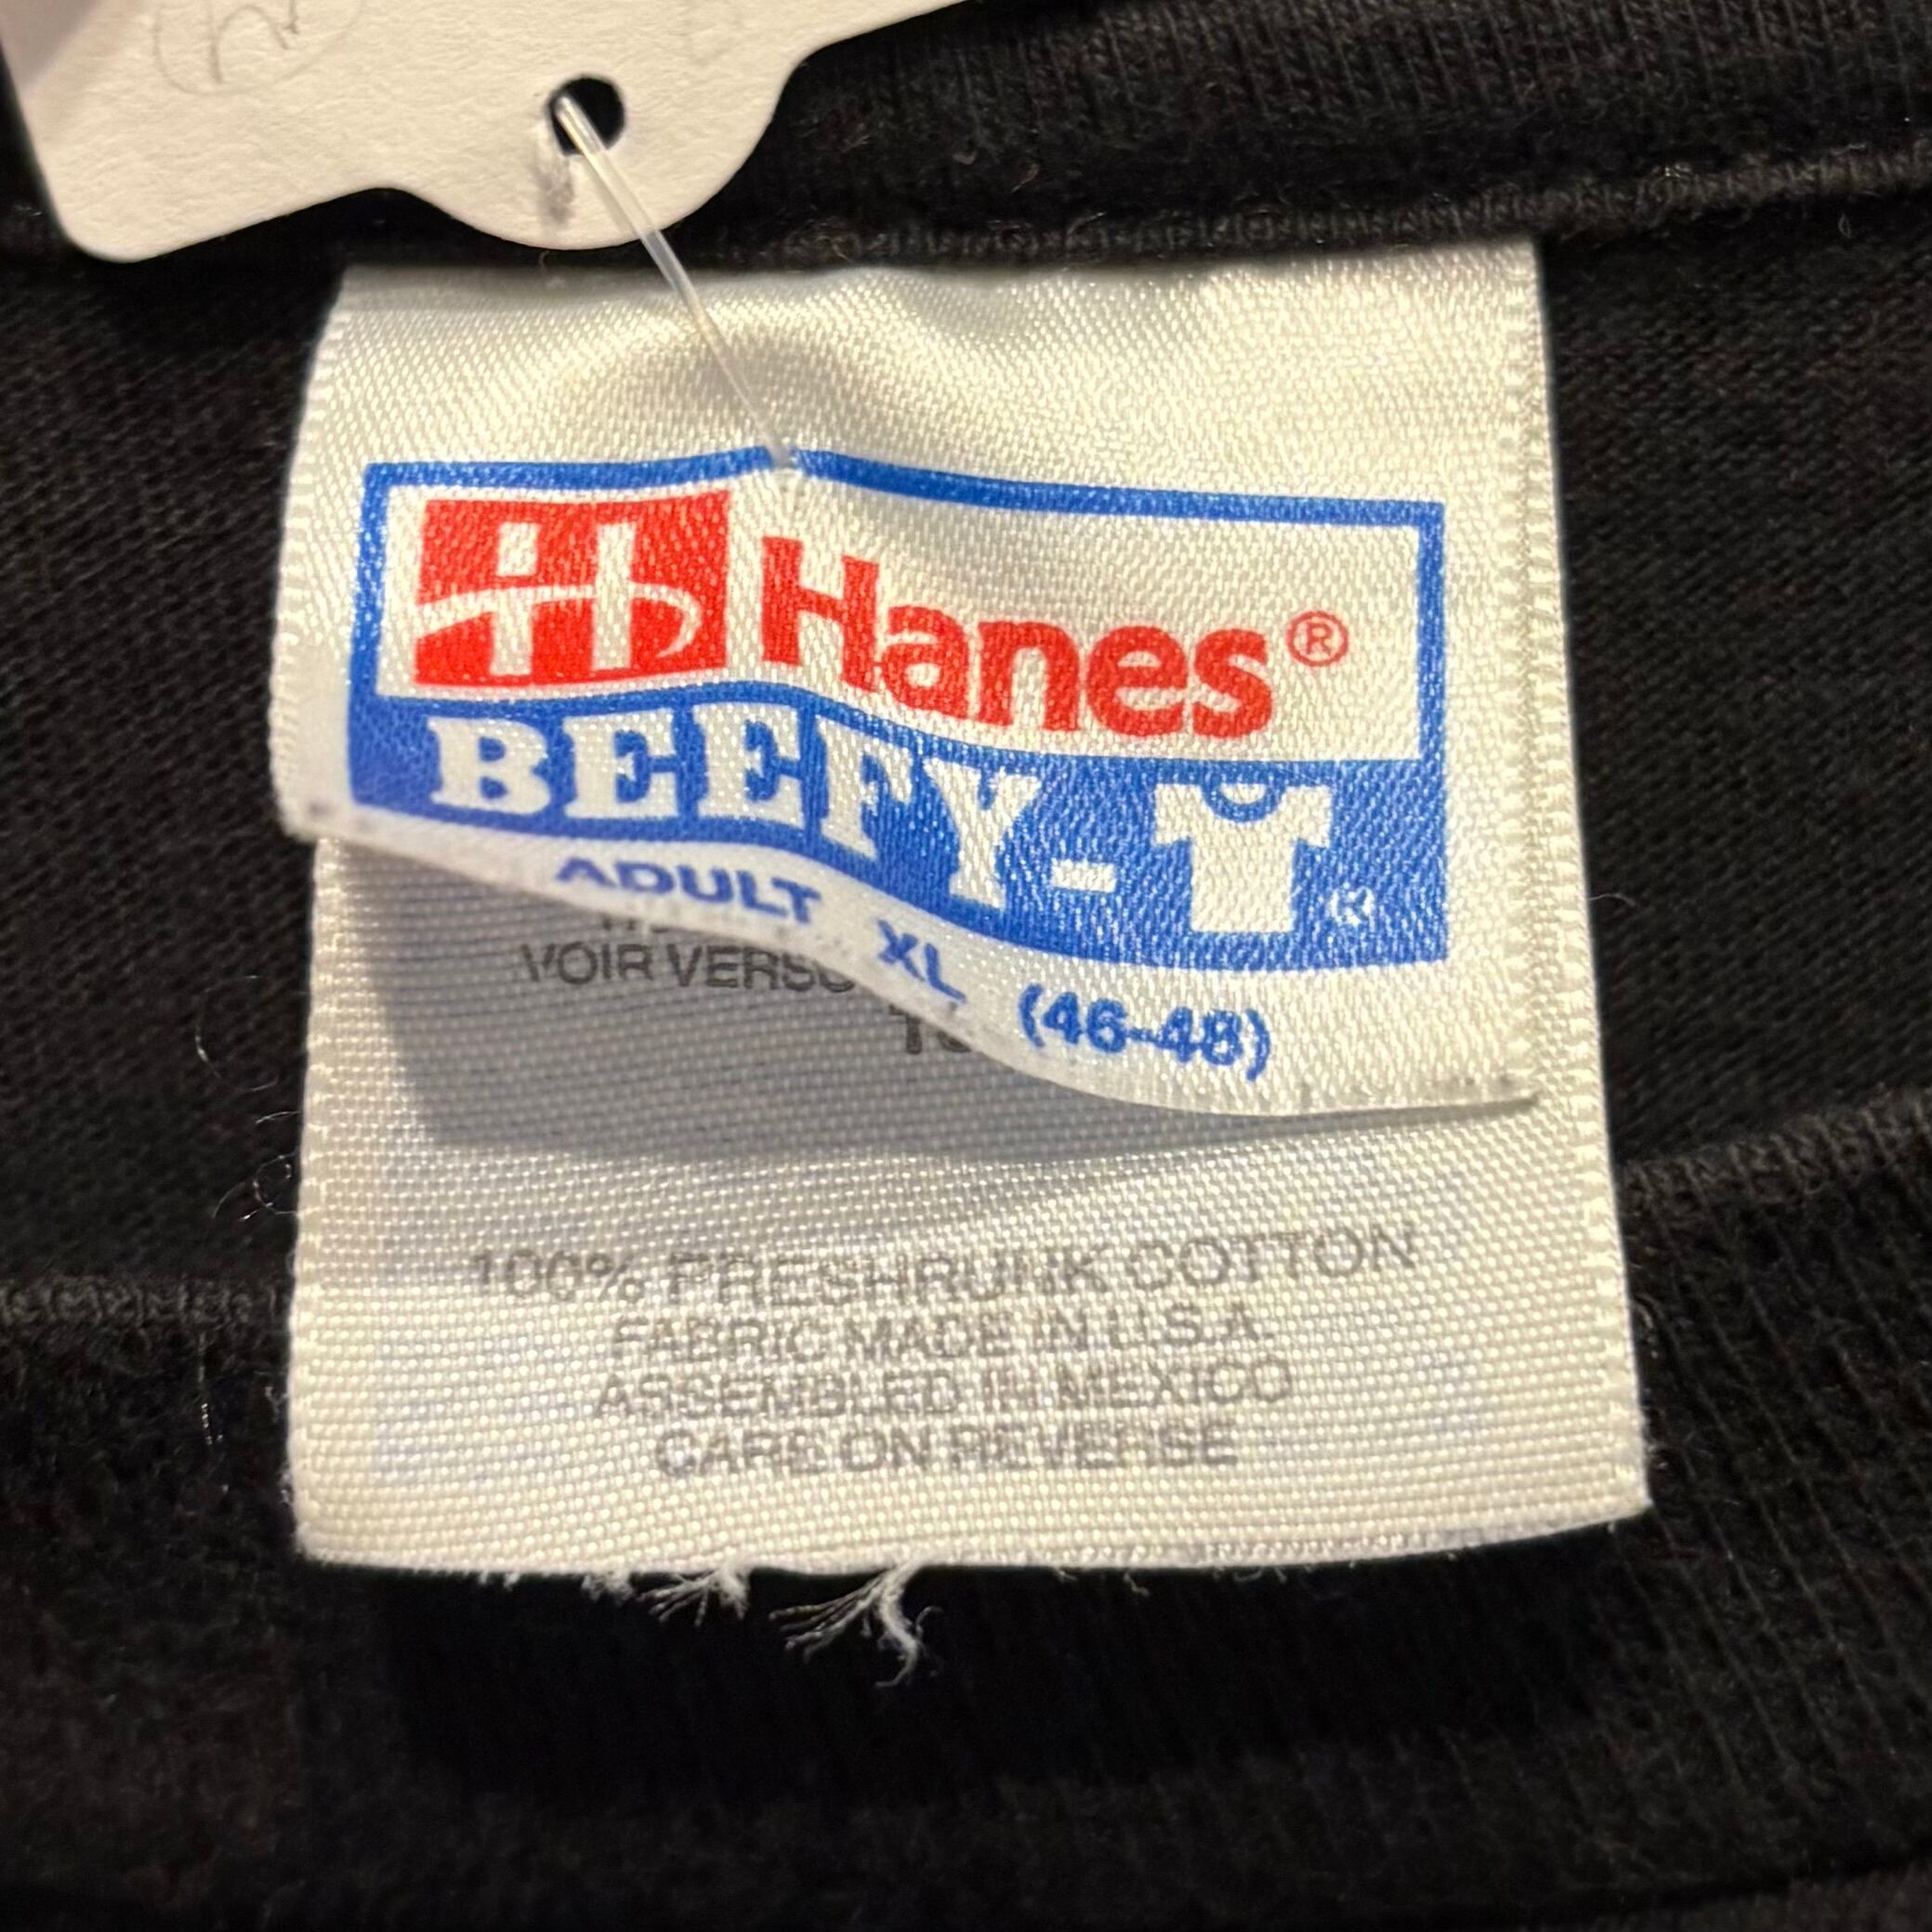 Hanes®
BEEFY-T®
ADULT XL (46-48)
VOIR VERSO
100% PRESHRUNK COTTON
FABRIC MADE IN U.S.A.
ASSEMBLED IN MEXICO
CARE ON REVERSE